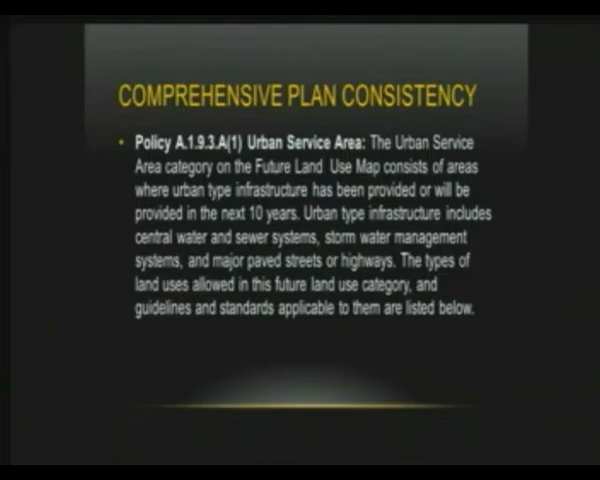 COMPREHENSIVE PLAN CONSISTENCY
• Policy A.1.9.3.A(1) Urban Service Area: The Urban Service
Area category on the Future Land Use Map consists of areas
where urban type infrastructure has been provided or will be
provided in the next 10 years. Urban type infrastructure includes
central water and sewer systems, storm water management
systems, and major paved streets or highways. The types of
land uses allowed in this future land use category, and
guidelines and standards applicable to them are listed below.